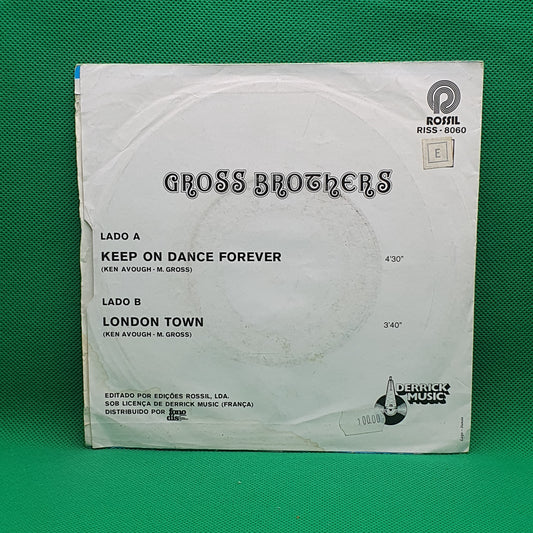 ROSSIL
RISS - 8060
E
GROSS BROTHERS
LADO A
KEEP ON DANCE FOREVER 4'30"
(KEN AVOUGH - M. GROSS)
LADO B
LONDON TOWN 3'40"
(KEN AVOUGH - M. GROSS)
EDITADO POR EDIÇÕES ROSSIL, LDA.
SOB LICENÇA DE DERRICK MUSIC (FRANÇA)
DISTRIBUIDO POR fono dis
DERRICK
MUSIC
100.00